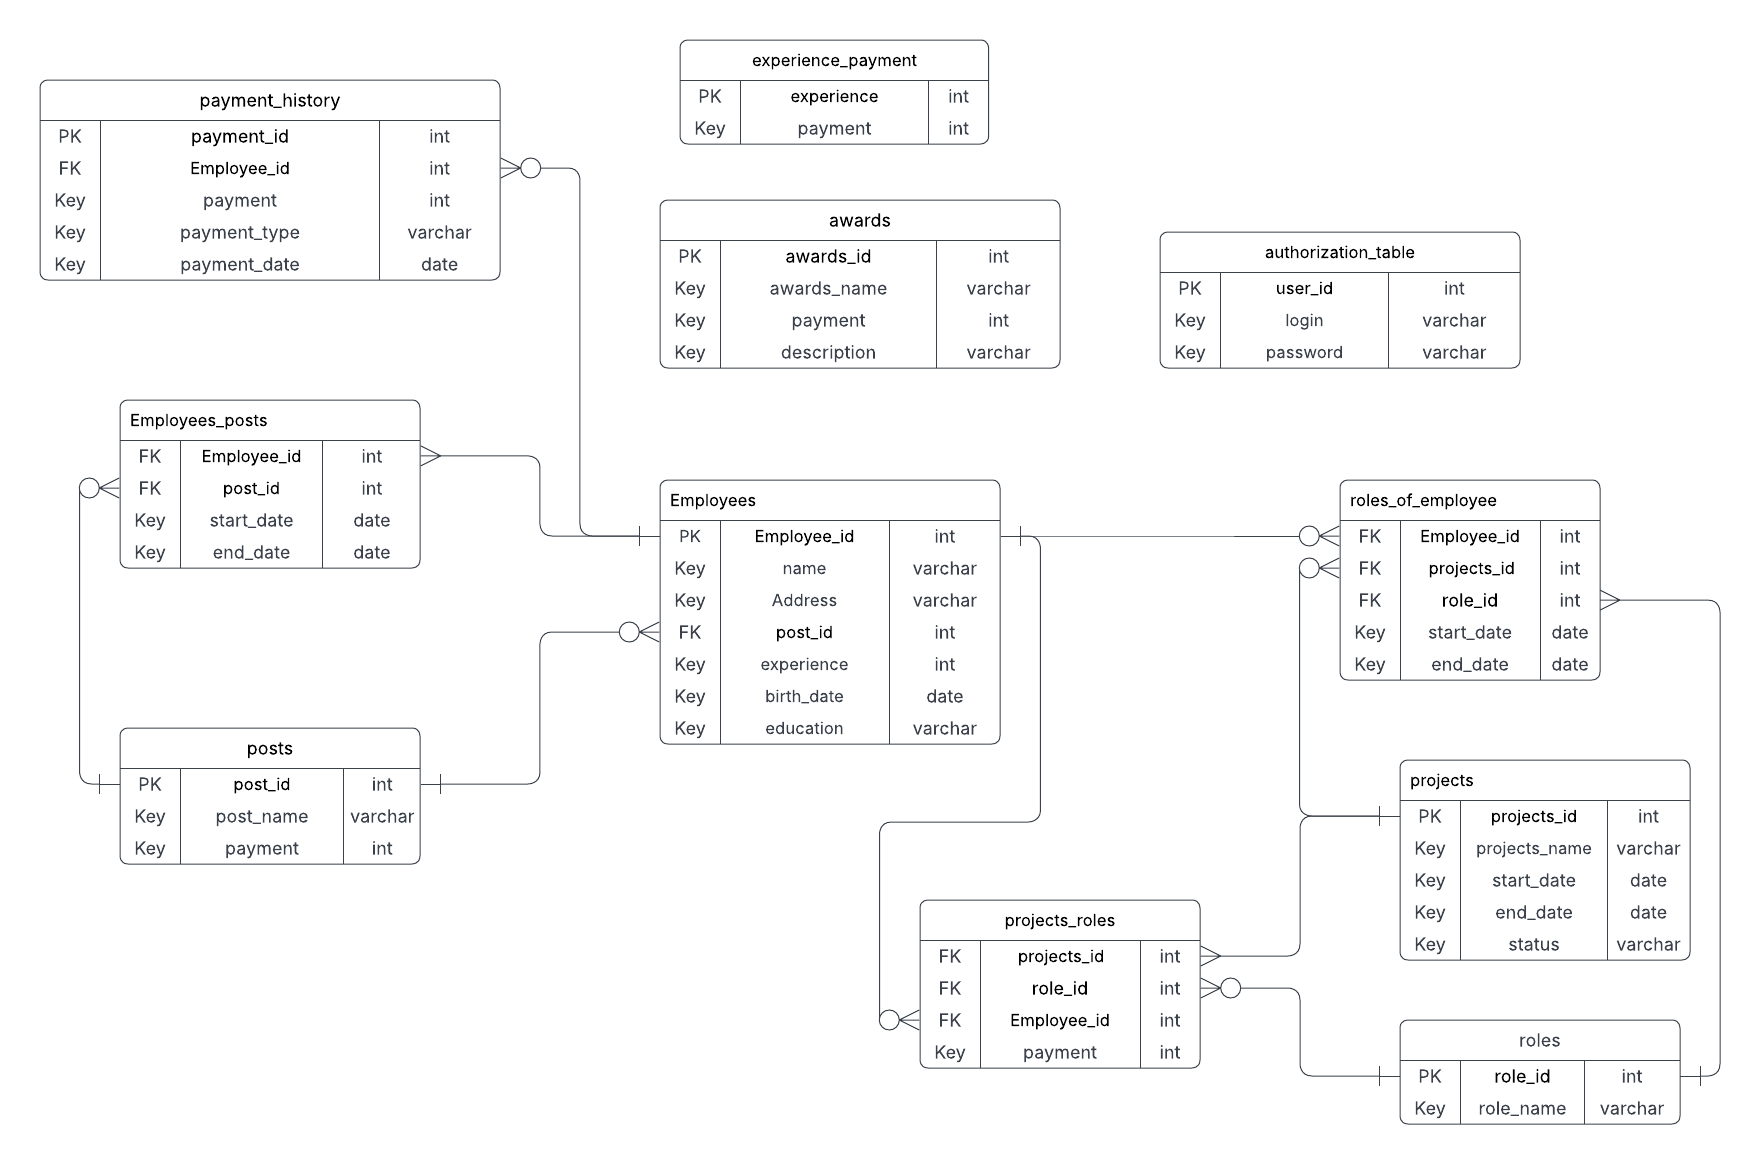 experience_payment
PK experience int
Key payment int
payment_history
PK payment_id int
FK Employee_id int
Key payment int
Key payment_type varchar
Key payment_date date
awards
PK awards_id int
Key awards_name varchar
Key payment int
Key description varchar
authorization_table
PK user_id int
Key login varchar
Key password varchar
Employees_posts
FK Employee_id int
FK post_id int
Key start_date date
Key end_date date
Employees
PK Employee_id int
Key name varchar
Key Address varchar
FK post_id int
Key experience int
Key birth_date date
Key education varchar
roles_of_employee
FK Employee_id int
FK projects_id int
FK role_id int
Key start_date date
Key end_date date
posts
PK post_id int
Key post_name varchar
Key payment int
projects
PK projects_id int
Key projects_name varchar
Key start_date date
Key end_date date
Key status varchar
projects_roles
FK projects_id int
FK role_id int
FK Employee_id int
Key payment int
roles
PK role_id int
Key role_name varchar